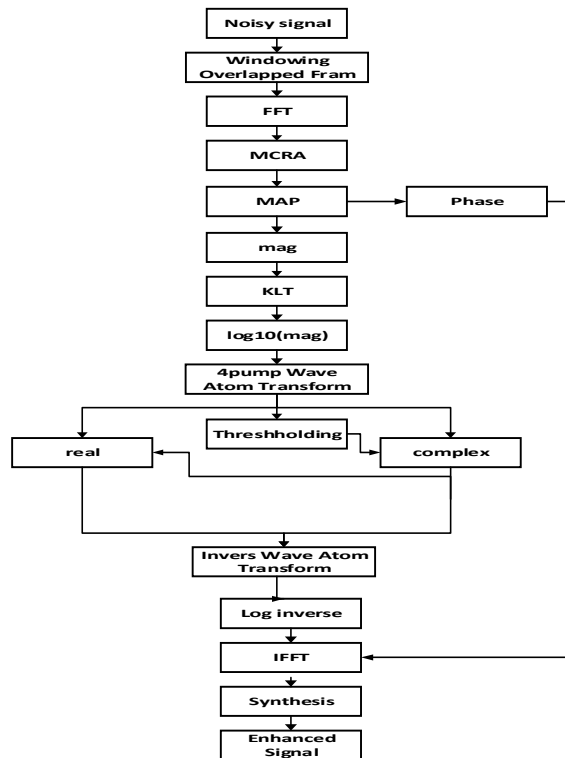 Noisy signal
Windowing
Overlapped Fram
FFT
MCRA
MAP
Phase
mag
KLT
log10(mag)
4pump Wave
Atom Transform
Threshholding
real
complex
Invers Wave Atom
Transform
Log inverse
IFFT
Synthesis
Enhanced
Signal